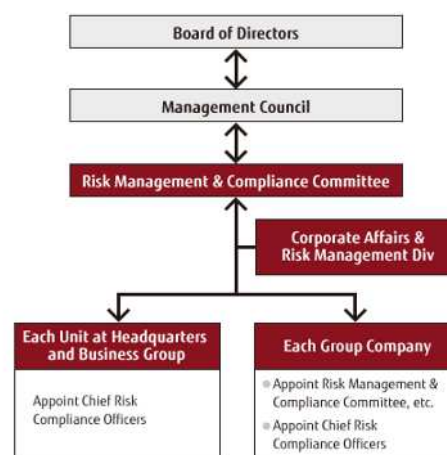 Board of Directors
Management Council
Risk Management & Compliance Committee
Corporate Affairs &
Risk Management Div
Each Unit at Headquarters
and Business Group
Appoint Chief Risk
Compliance Officers
Each Group Company
Appoint Risk Management &
Compliance Committee, etc.
Appoint Chief Risk
Compliance Officers